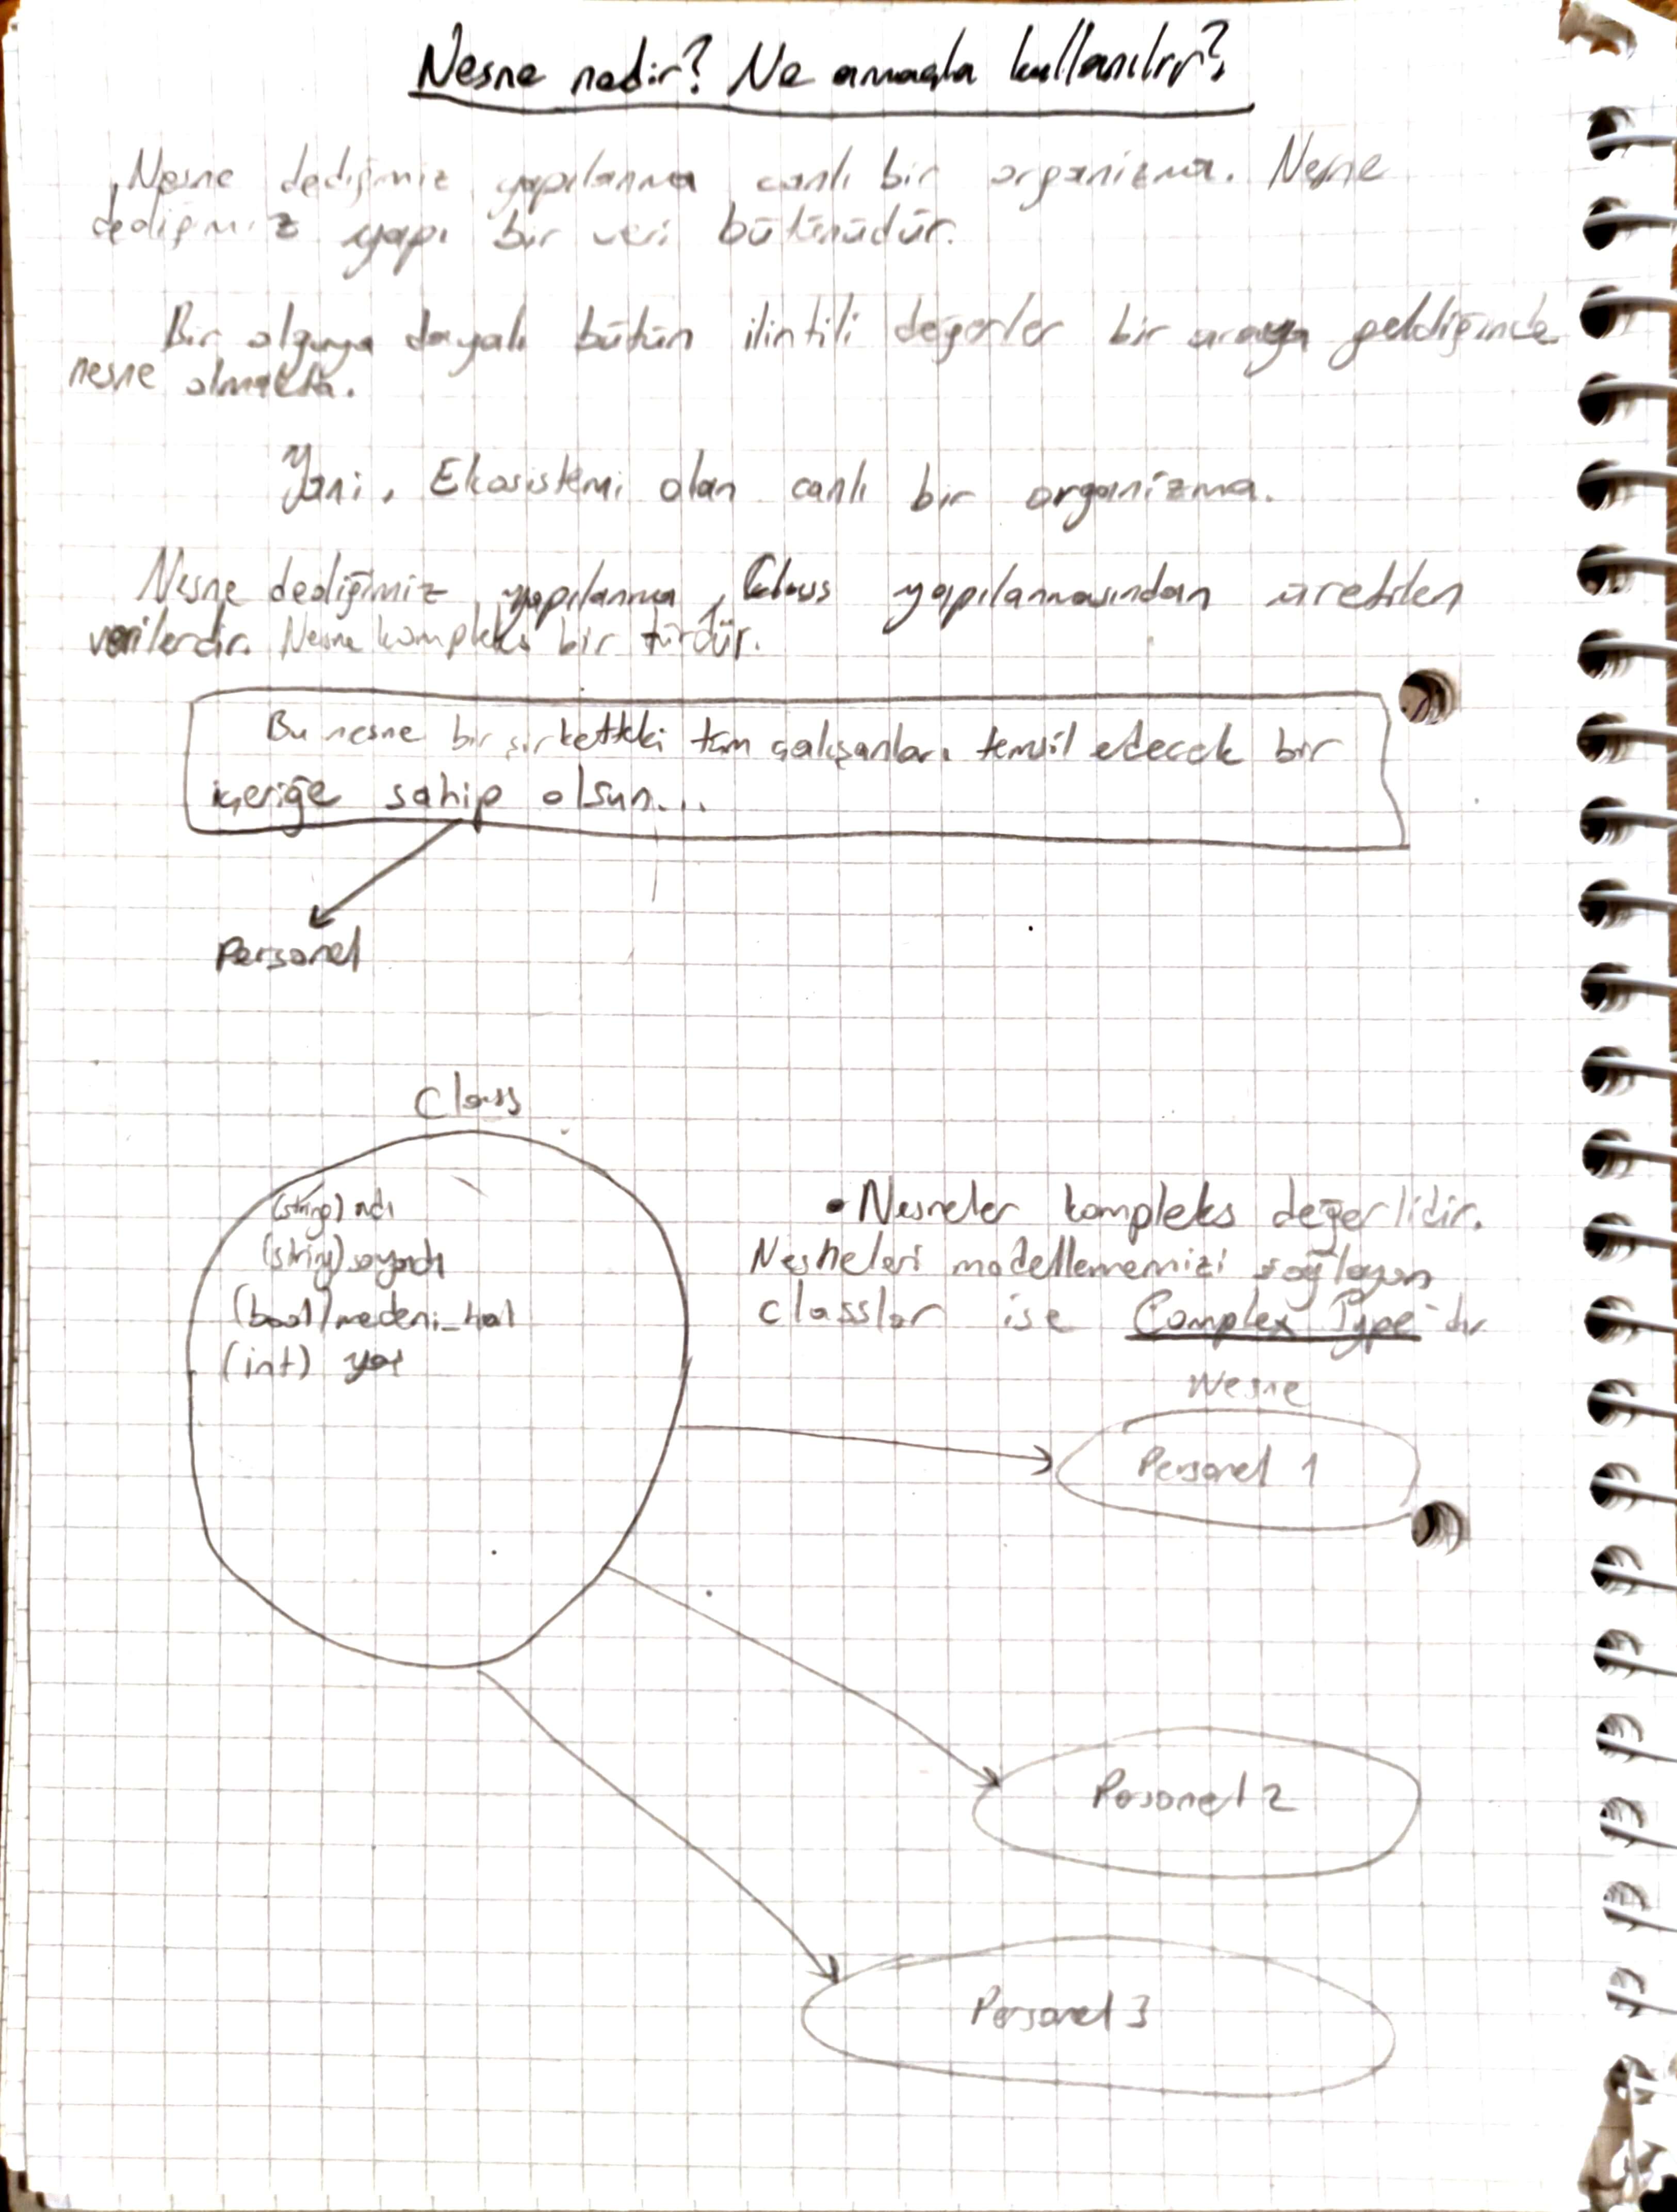 Nesne nedir? Ne amaçla kullanılır?
Nesne dediğimiz yapılanma canlı bir organizma. Nesne
dediğimiz yapı bir veri bütünüdür.
Bir olguya dayalı bütün ilintili değerler bir araya geldiğinde
nesne olmakta.
Yani, Ekosistemi olan canlı bir organizma.
Nesne dediğimiz yapılanma, Class yapılanmasından üretilen
verilerdir. Nesne kompleks bir türdür.
Bu nesne bir şirketteki tüm çalışanları temsil edecek bir
içeriğe sahip olsun...
Personel
Class
(string) adı
(string) soyadı
(bool) medeni_hal
(int) yaş
• Nesneler kompleks değerlidir.
Nesneleri modellememizi sağlayan
classlar ise Complex Type'dır
Nesne
Personel 1
Personel 2
Personel 3